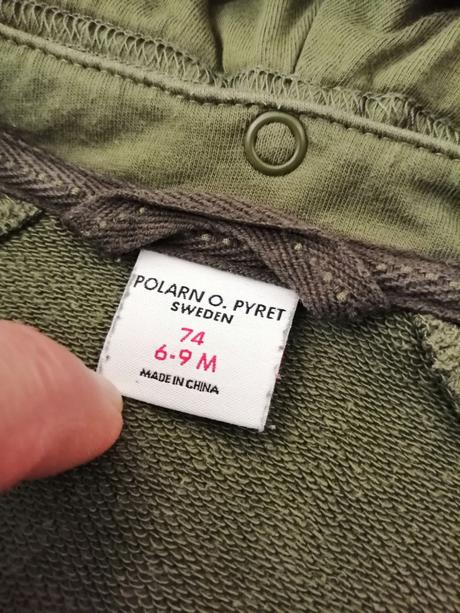 POLARN O. PYRET
SWEDEN
74
6-9 M
MADE IN CHINA